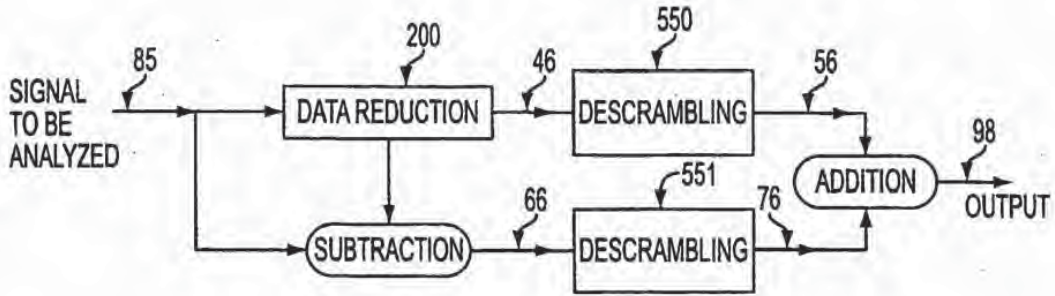 200
550
85
46
56
SIGNAL
TO BE
ANALYZED
DATA REDUCTION
DESCRAMBLING
98
ADDITION
OUTPUT
551
66
76
SUBTRACTION
DESCRAMBLING